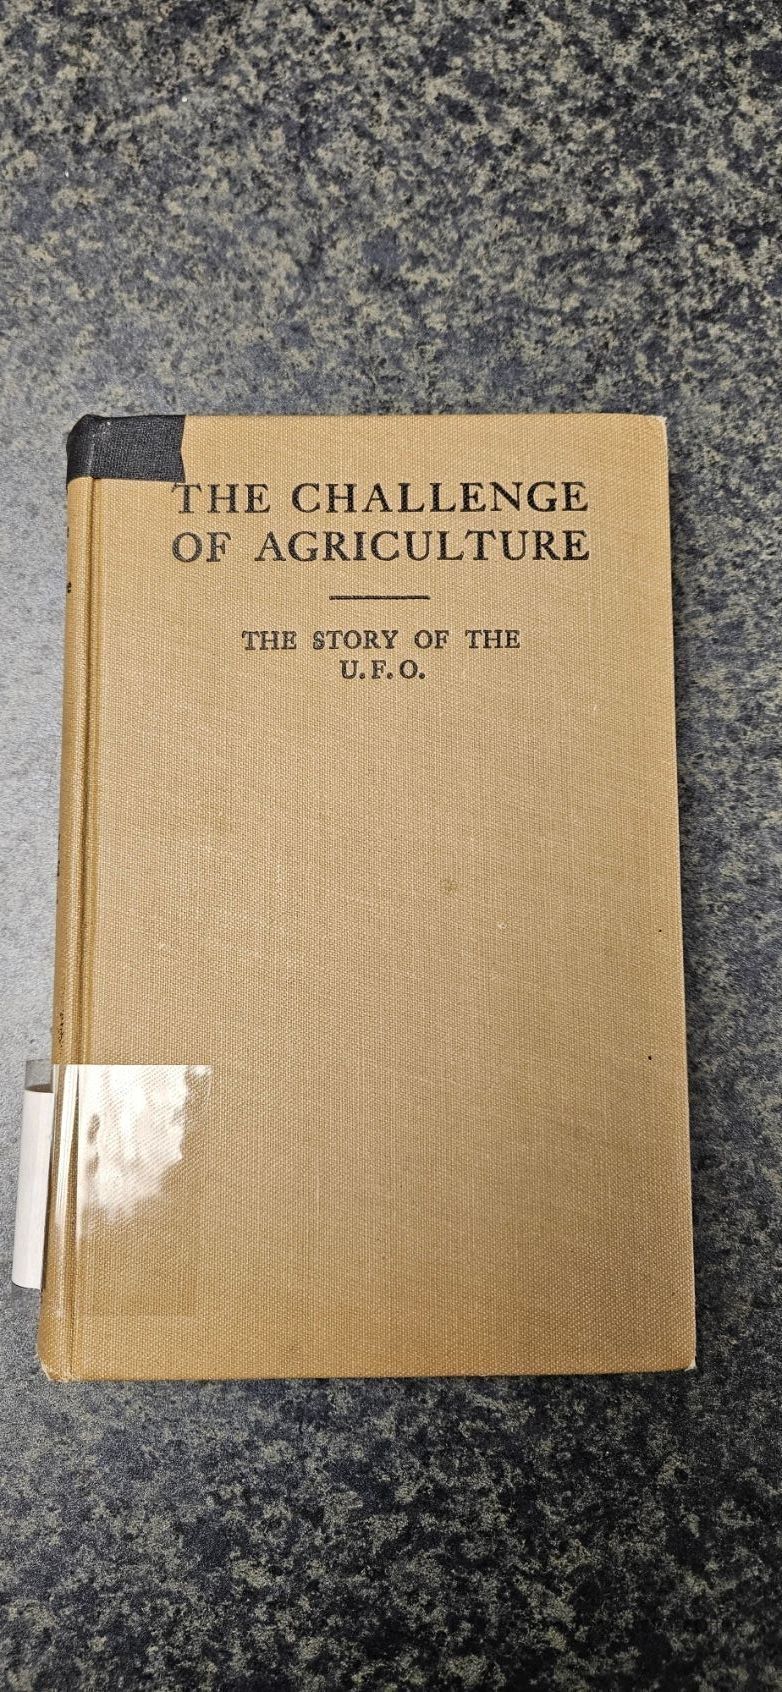 THE CHALLENGE
OF AGRICULTURE
THE STORY OF THE
U.F.O.